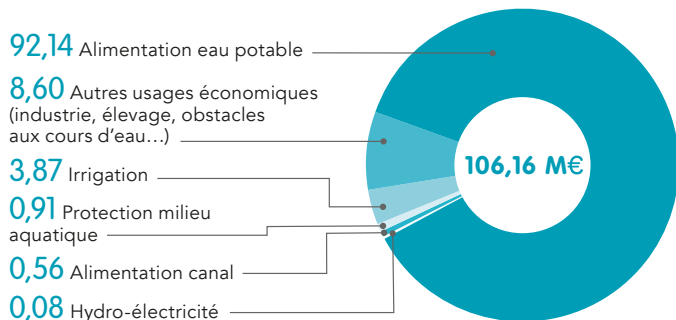 92,14 Alimentation eau potable
8,60 Autres usages économiques
(industrie, élevage, obstacles
aux cours d'eau...)
3,87 Irrigation
0,91 Protection milieu
aquatique
0,56 Alimentation canal
0,08 Hydro-électricité
106,16 M€